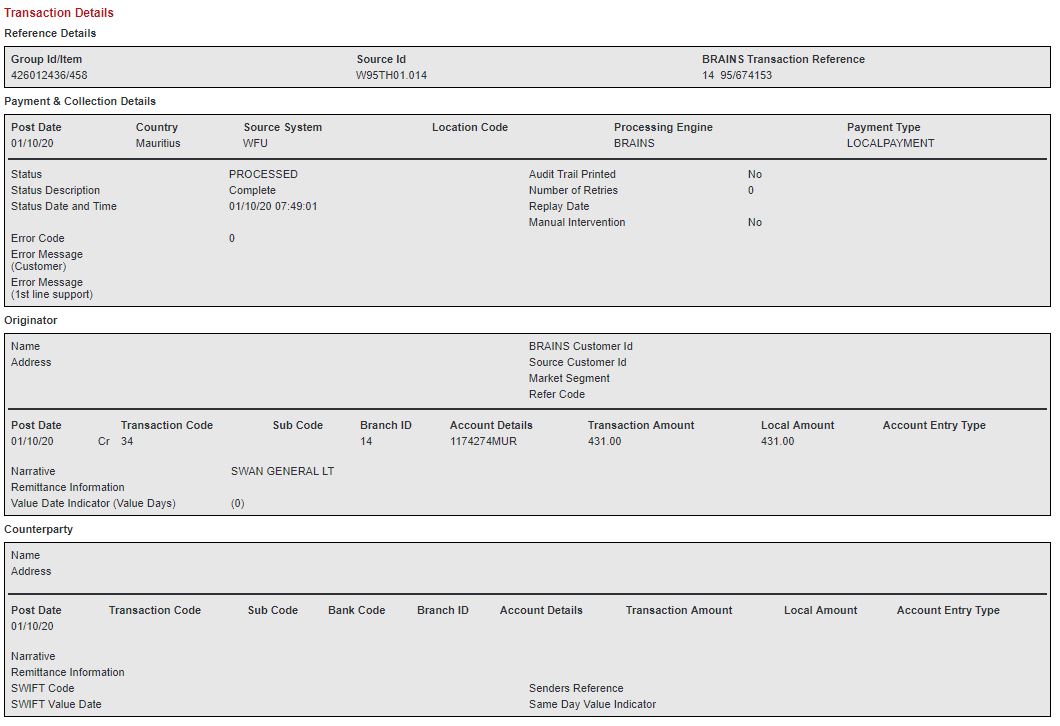 Transaction Details
Reference Details
Group Id/Item Source Id BRAINS Transaction Reference
426012436/458 W95TH01.014 14 95/674153
Payment & Collection Details
Post Date Country Source System Location Code Processing Engine Payment Type
01/10/20 Mauritius WFU BRAINS LOCALPAYMENT
Status PROCESSED Audit Trail Printed No
Status Description Complete Number of Retries 0
Status Date and Time 01/10/20 07:49:01 Replay Date
Manual Intervention No
Error Code 0
Error Message
(Customer)
Error Message
(1st line support)
Originator
Name BRAINS Customer Id
Address Source Customer Id
Market Segment
Refer Code
Post Date Transaction Code Sub Code Branch ID Account Details Transaction Amount Local Amount Account Entry Type
01/10/20 Cr 34 14 1174274MUR 431.00 431.00
Narrative SWAN GENERAL LT
Remittance Information
Value Date Indicator (Value Days) (0)
Counterparty
Name
Address
Post Date Transaction Code Sub Code Bank Code Branch ID Account Details Transaction Amount Local Amount Account Entry Type
01/10/20
Narrative
Remittance Information
SWIFT Code Senders Reference
SWIFT Value Date Same Day Value Indicator